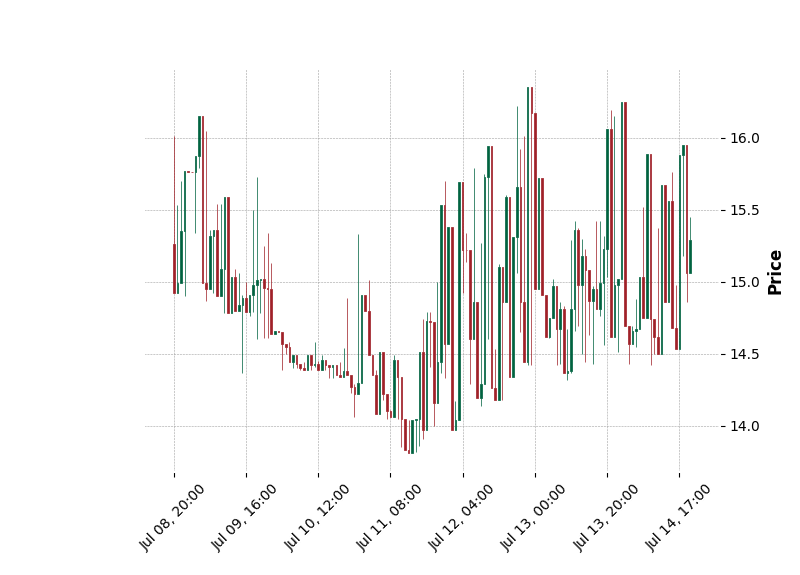 16.0
15.5
15.0
14.5
14.0
Price
Jul 08, 20:00
Jul 09, 16:00
Jul 10, 12:00
Jul 11, 08:00
Jul 12, 04:00
Jul 13, 00:00
Jul 13, 20:00
Jul 14, 17:00